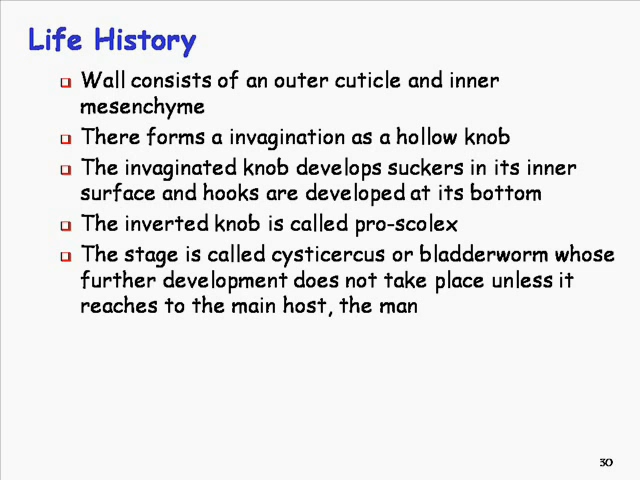 Life History
Wall consists of an outer cuticle and inner
mesenchyme
There forms a invagination as a hollow knob
The invaginated knob develops suckers in its inner
surface and hooks are developed at its bottom
The inverted knob is called pro-scolex
The stage is called cysticercus or bladderworm whose
further development does not take place unless it
reaches to the main host, the man
30